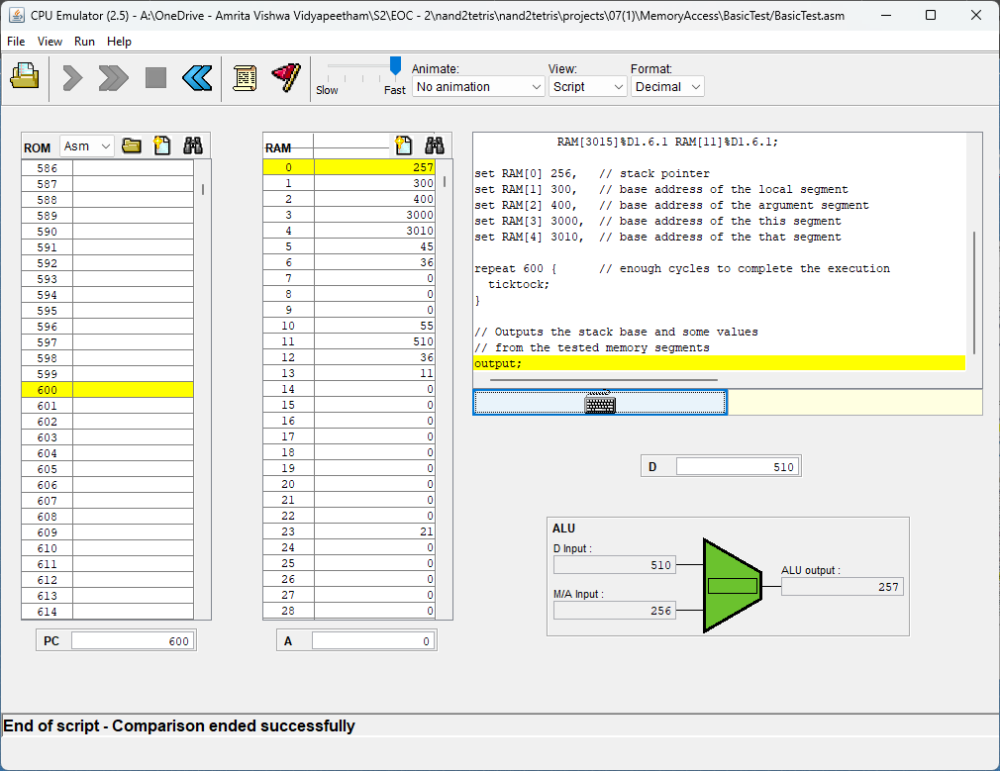 CPU Emulator (2.5) - A:\OneDrive - Amrita Vishwa Vidyapeetham\S2\EOC - 2\nand2tetris\nand2tetris\projects\07(1)\MemoryAccess\BasicTest/BasicTest.asm
File View Run Help
Slow Fast
Animate:
No animation
View:
Script
Format:
Decimal
ROM Asm
586
587
588
589
590
591
592
593
594
595
596
597
598
599
600
601
602
603
604
605
606
607
608
609
610
611
612
613
614
PC 600
RAM
0 257
1 300
2 400
3 3000
4 3010
5 45
6 36
7 0
8 0
9 0
10 55
11 510
12 36
13 11
14 0
15 0
16 0
17 0
18 0
19 0
20 0
21 0
22 0
23 21
24 0
25 0
26 0
27 0
28 0
A 0
RAM[3015]%D1.6.1 RAM[11]%D1.6.1;
set RAM[0] 256, // stack pointer
set RAM[1] 300, // base address of the local segment
set RAM[2] 400, // base address of the argument segment
set RAM[3] 3000, // base address of the this segment
set RAM[4] 3010, // base address of the that segment
repeat 600 { // enough cycles to complete the execution
ticktock;
}
// Outputs the stack base and some values
// from the tested memory segments
output;
D 510
ALU
D Input :
510
M/A Input :
256
ALU output :
257
End of script - Comparison ended successfully